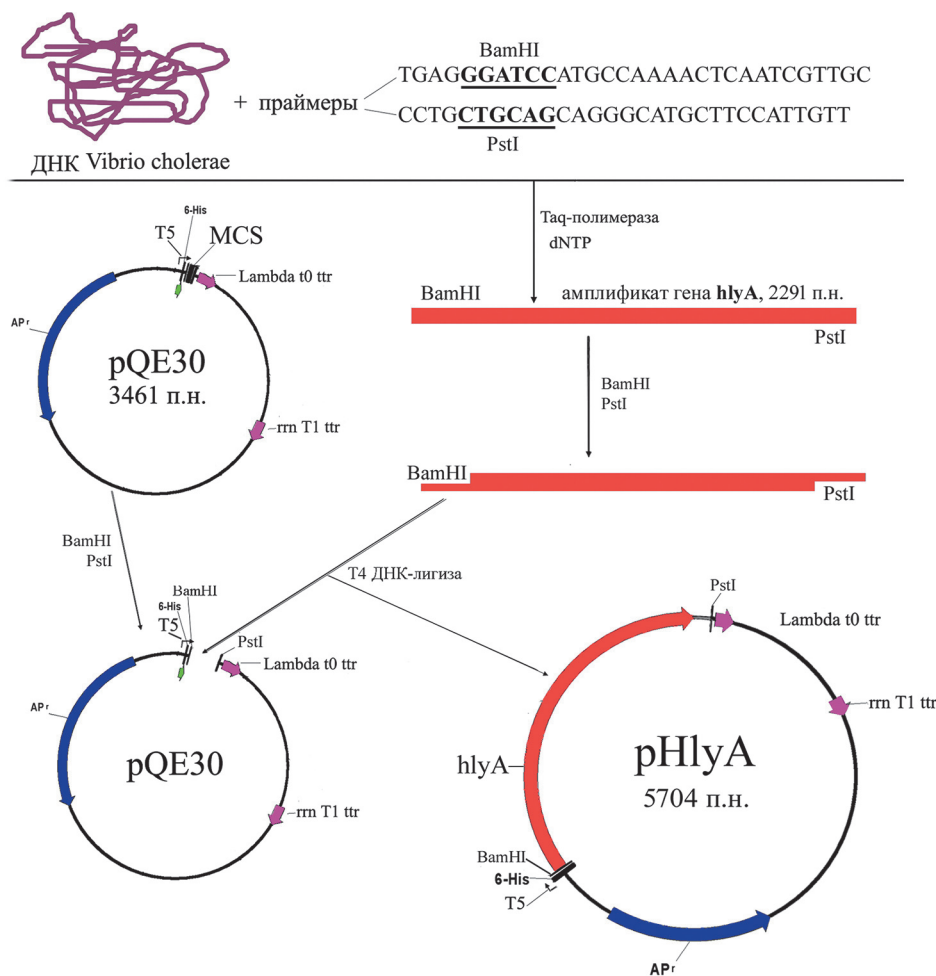 BamHI
TGAGGGATCCATGCCAAAACTCAATCGTTGC
+ праймеры
CCTGCTGCAGCAGGGCATGCTTCCATTGTT
PstI
ДНК Vibrio cholerae
6-His
T5
MCS
Lambda t0 ttr
APr
pQE30
3461 п.н.
rrn T1 ttr
Taq-полимераза
dNTP
BamHI
амплификат гена hlyA, 2291 п.н.
PstI
BamHI
PstI
BamHI
PstI
BamHI
PstI
T4 ДНК-лигиза
BamHI
6-His
T5
PstI
Lambda t0 ttr
APr
pQE30
rrn T1 ttr
PstI
Lambda t0 ttr
rrn T1 ttr
hlyA
pHlyA
5704 п.н.
BamHI
6-His
T5
APr